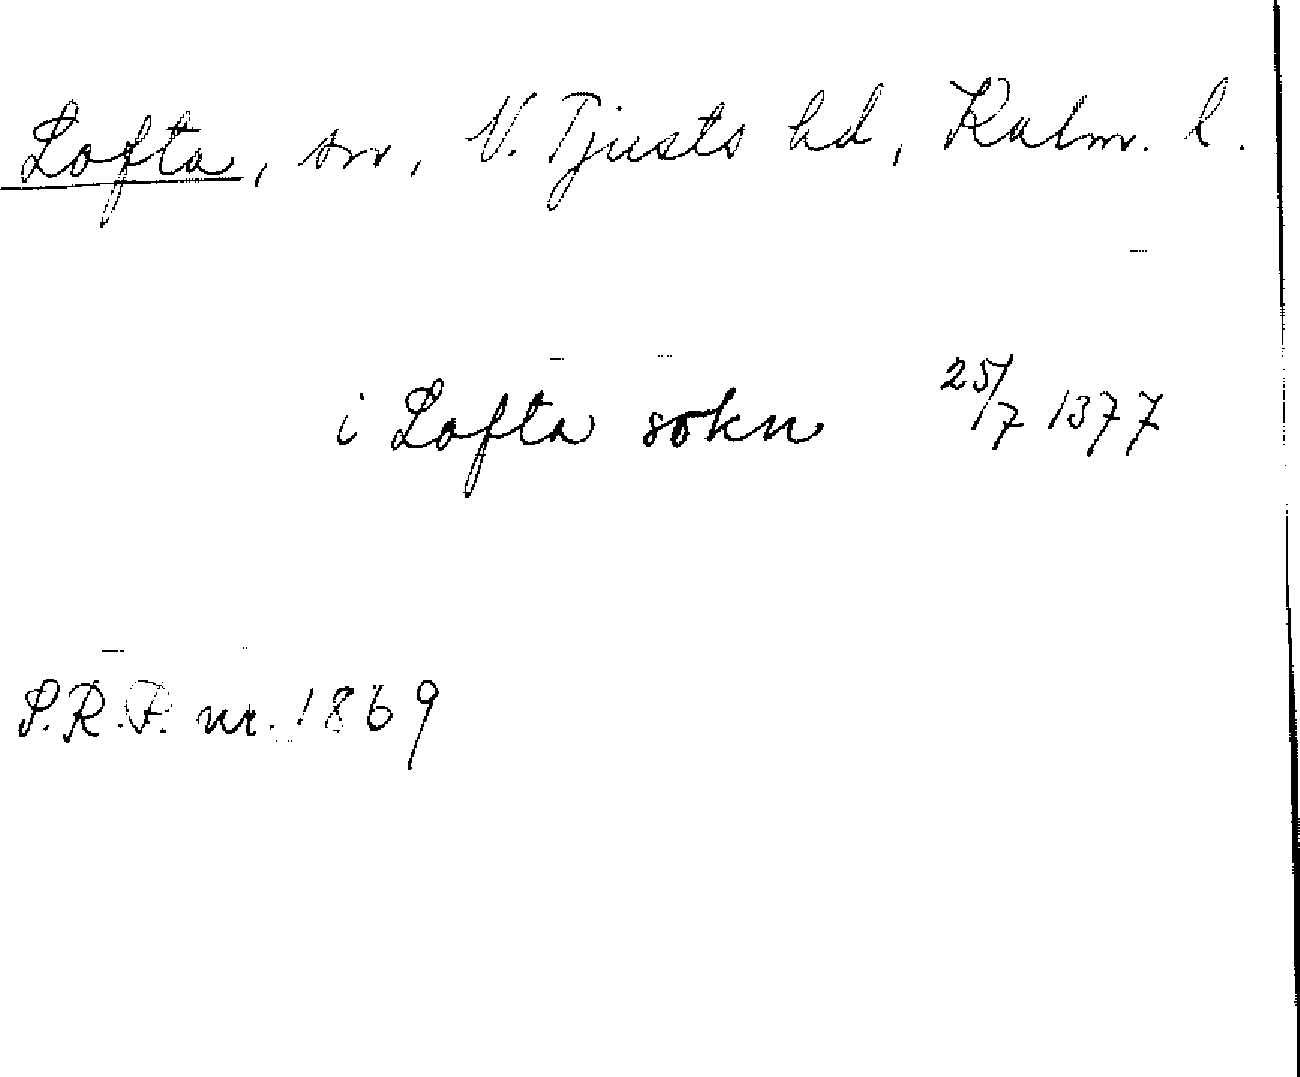 Lofta, sn, V. Tjusts hd, Kalm. l.
i Lofta sokn 25/7 1377
S.R.P. nr. 1869